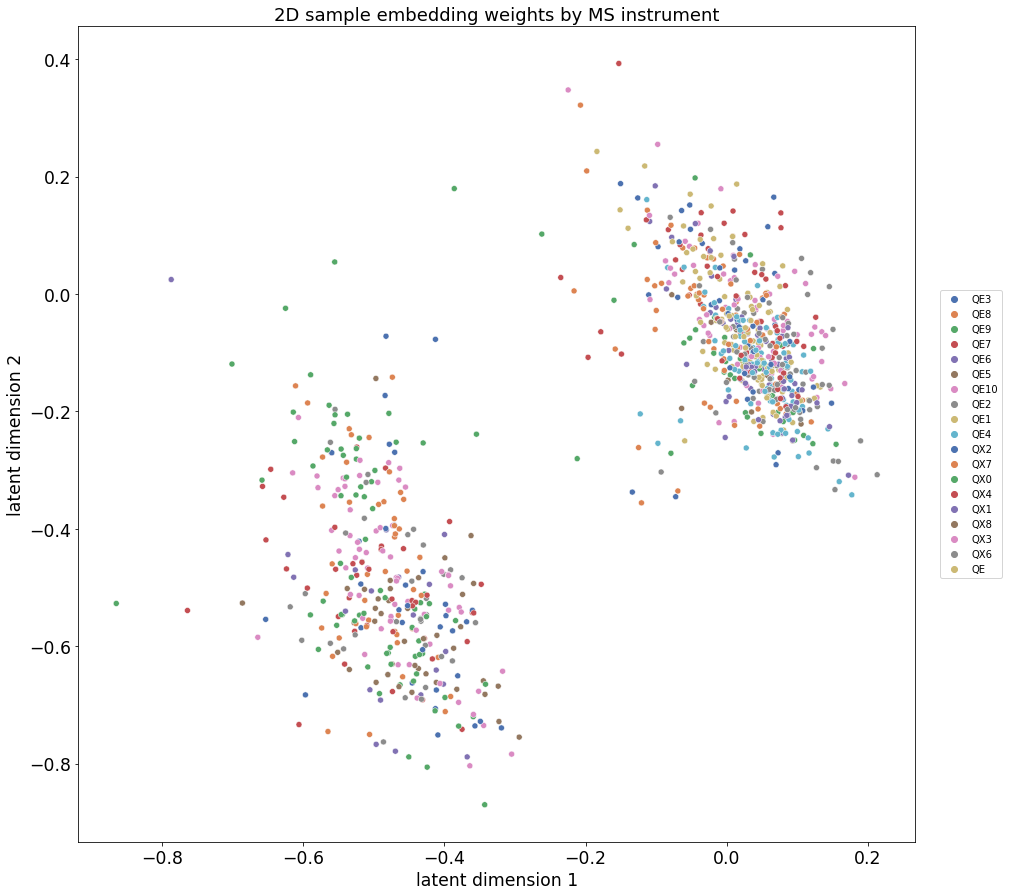 2D sample embedding weights by MS instrument
latent dimension 2
0.4
0.2
0.0
−0.2
−0.4
−0.6
−0.8
−0.8
−0.6
−0.4
−0.2
0.0
0.2
latent dimension 1
QE3
QE8
QE9
QE7
QE6
QE5
QE10
QE2
QE1
QE4
QX2
QX7
QX0
QX4
QX1
QX8
QX3
QX6
QE